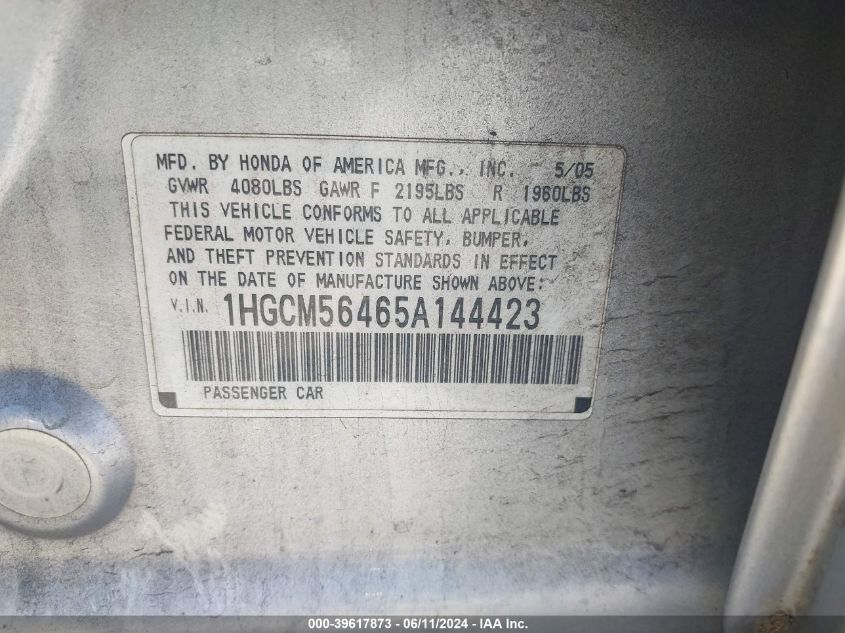 MFD. BY HONDA OF AMERICA MFG., INC. 5/05
GVWR 4080LBS GAWR F 2195LBS R 1960LBS
THIS VEHICLE CONFORMS TO ALL APPLICABLE
FEDERAL MOTOR VEHICLE SAFETY, BUMPER,
AND THEFT PREVENTION STANDARDS IN EFFECT
ON THE DATE OF MANUFACTURE SHOWN ABOVE:
V.I.N. 1HGCM56465A144423
PASSENGER CAR
000-39617873 - 06/11/2024 - IAA Inc.